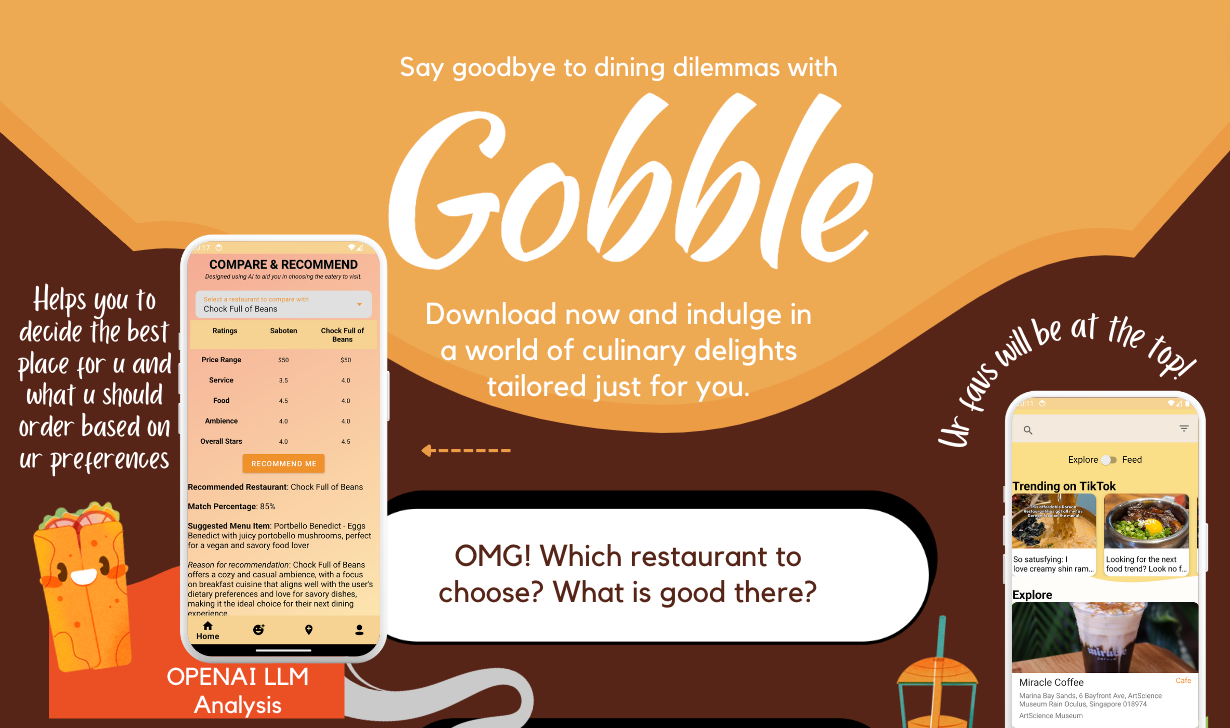 Say goodbye to dining dilemmas with
Gobble
Download now and indulge in
a world of culinary delights
tailored just for you.
Helps you to
decide the best
place for u and
what u should
order based on
ur preferences
COMPARE & RECOMMEND
Designed using AI to aid you in choosing the eatery to visit.
Select a restaurant to compare with
Chock Full of Beans
Ratings Saboten Chock Full of
Beans
Price Range $50 $30
Service 3.5 4.0
Food 4.5 4.0
Ambience 4.0 4.0
Overall Stars 4.0 4.5
RECOMMEND ME
Recommended Restaurant: Chock Full of Beans
Match Percentage: 85%
Suggested Menu Item: Portbello Benedict - Eggs
Benedict with juicy portobello mushrooms, perfect
for a vegan and savory food lover
Reason for recommendation: Chock Full of Beans
offers a cozy and casual ambience, with a focus
on breakfast cuisine that aligns well with the user's
dietary preferences and love for savory dishes,
making it the ideal choice for their next dining
experience
Home
OPENAI LLM
Analysis
OMG! Which restaurant to
choose? What is good there?
Ur favs will be at the top!
Explore Feed
Trending on TikTok
So satusfying: I
love creamy shin ram...
Looking for the next
food trend? Look no f...
Explore
miracle
Miracle Coffee Cafe
Marina Bay Sands, 6 Bayfront Ave, ArtScience
Museum Rain Oculus, Singapore 018974
ArtScience Museum